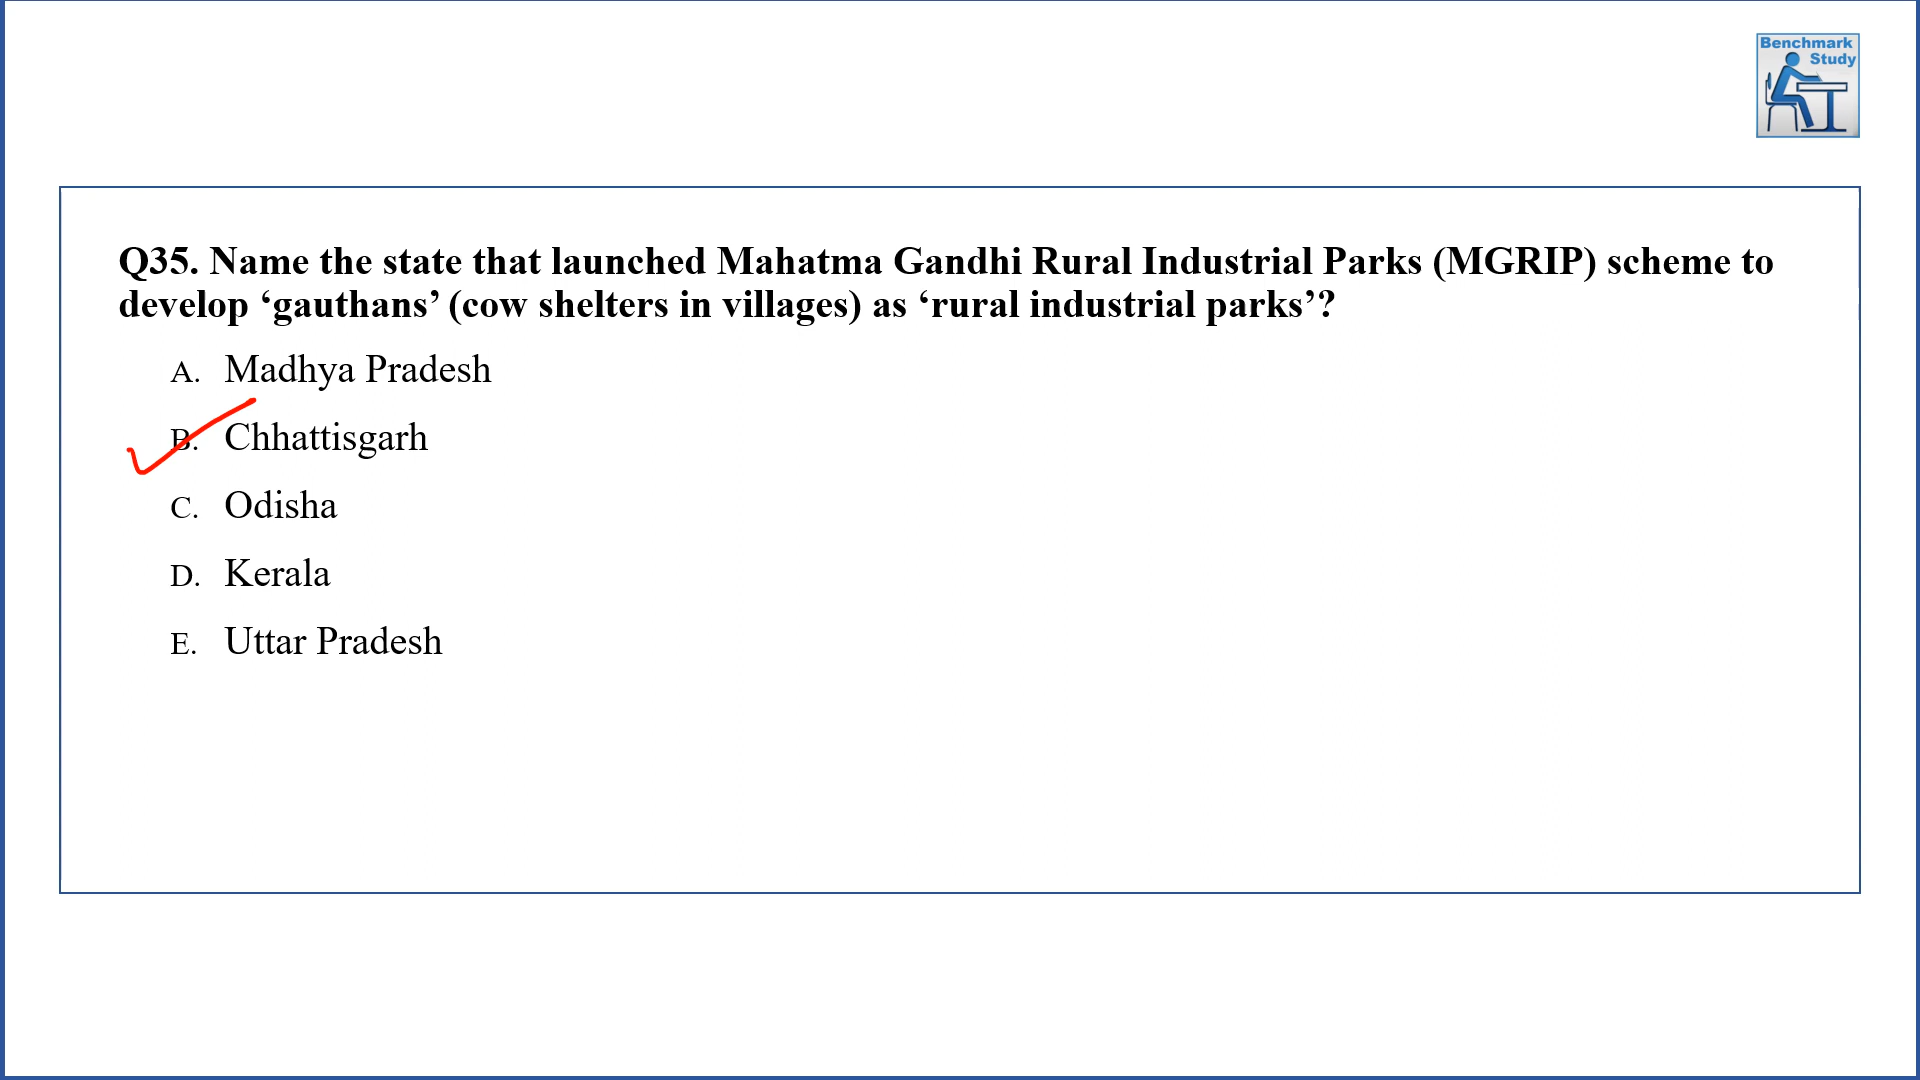 Benchmark
Study
Q35. Name the state that launched Mahatma Gandhi Rural Industrial Parks (MGRIP) scheme to
develop ‘gauthans’ (cow shelters in villages) as ‘rural industrial parks’?
A. Madhya Pradesh
B. Chhattisgarh
C. Odisha
D. Kerala
E. Uttar Pradesh